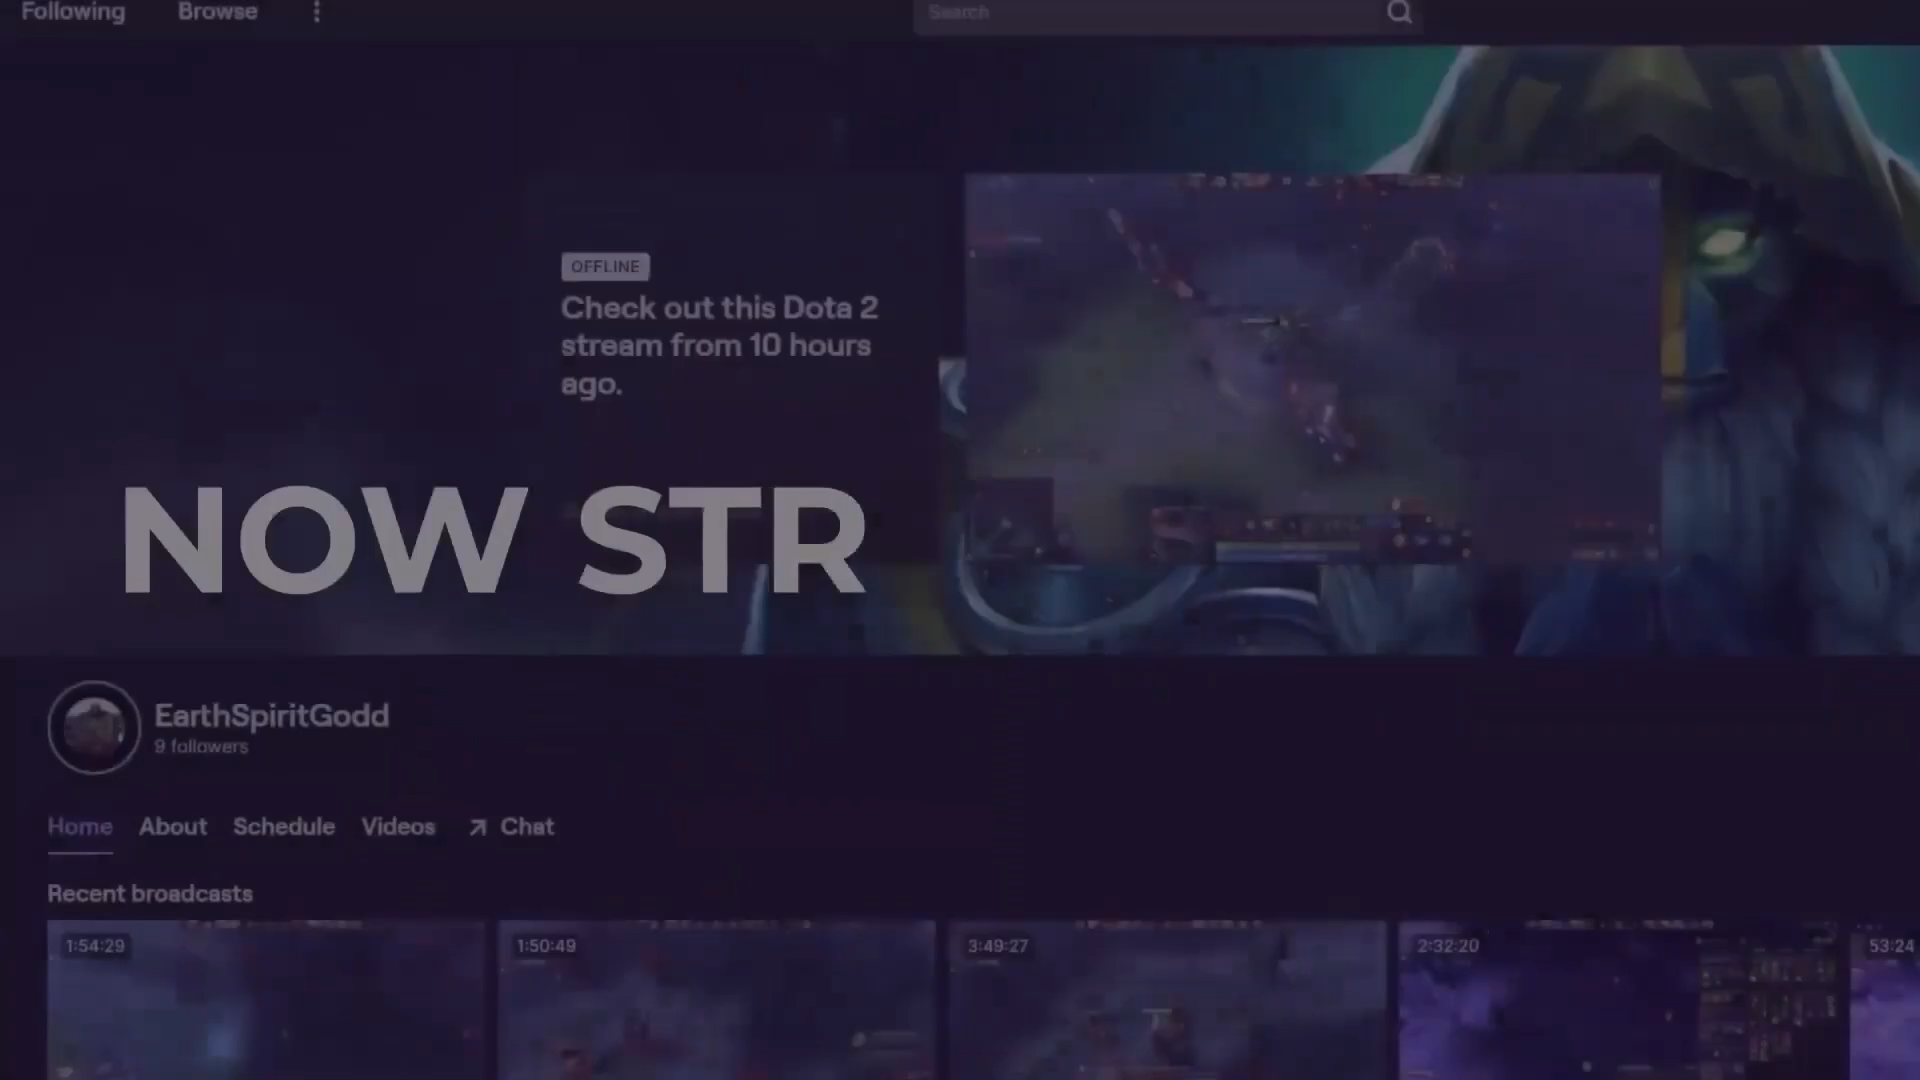 Following Browse
Search
OFFLINE
Check out this Dota 2
stream from 10 hours
ago.
NOW STR
EarthSpiritGodd
9 followers
Home About Schedule Videos Chat
Recent broadcasts
1:54:29 1:50:49 3:49:27 2:32:20 53:24